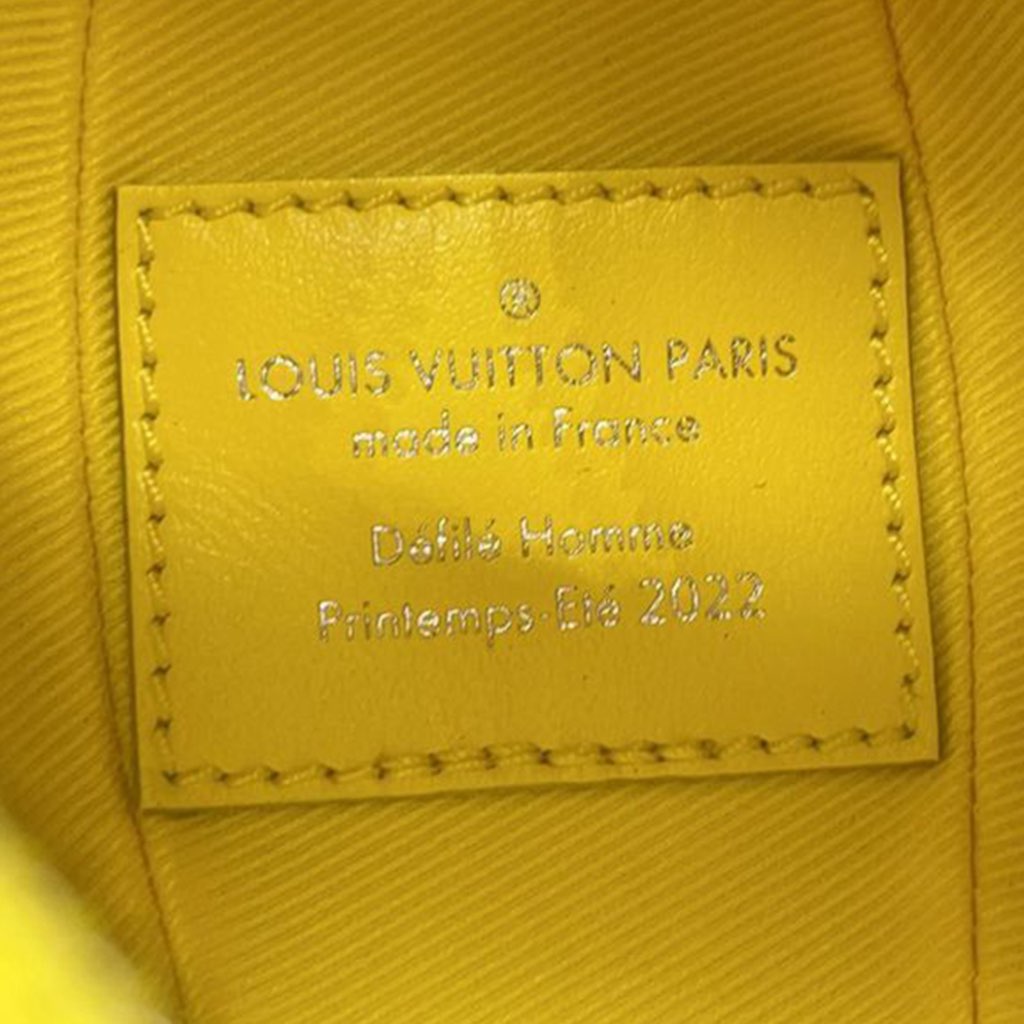 LOUIS VUITTON PARIS
made in France
Défilé Homme
Printemps-Eté 2022